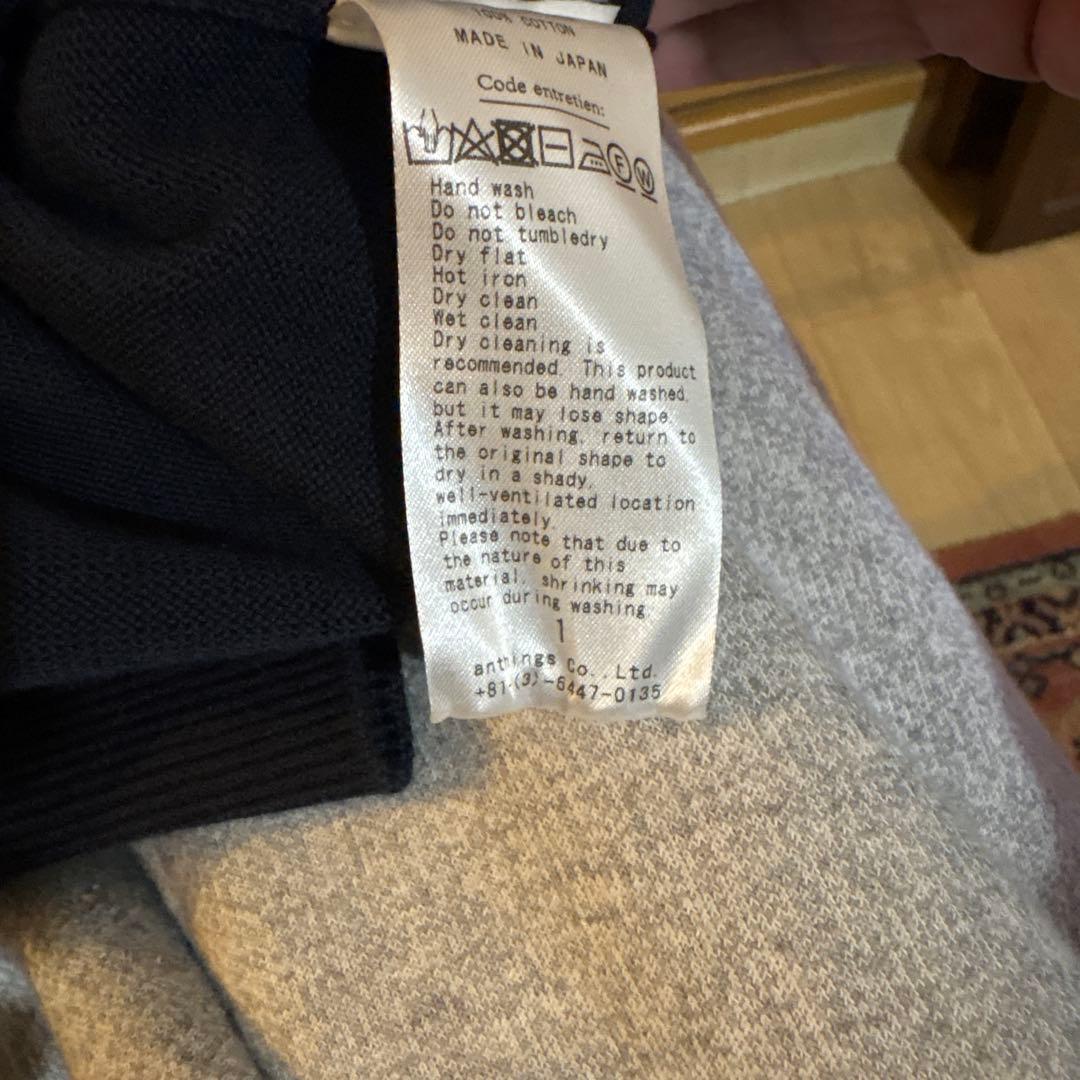 100% COTTON
MADE IN JAPAN
Code entretien:
F W
Hand wash
Do not bleach
Do not tumbledry
Dry flat
Hot iron
Dry clean
Wet clean
Dry cleaning is
recommended. This product
can also be hand washed,
but it may lose shape.
After washing, return to
the original shape to
dry in a shady,
well-ventilated location
immediately.
Please note that due to
the nature of this
material, shrinking may
occur during washing
1
anthings Co., Ltd.
+81-(3)-6447-0135